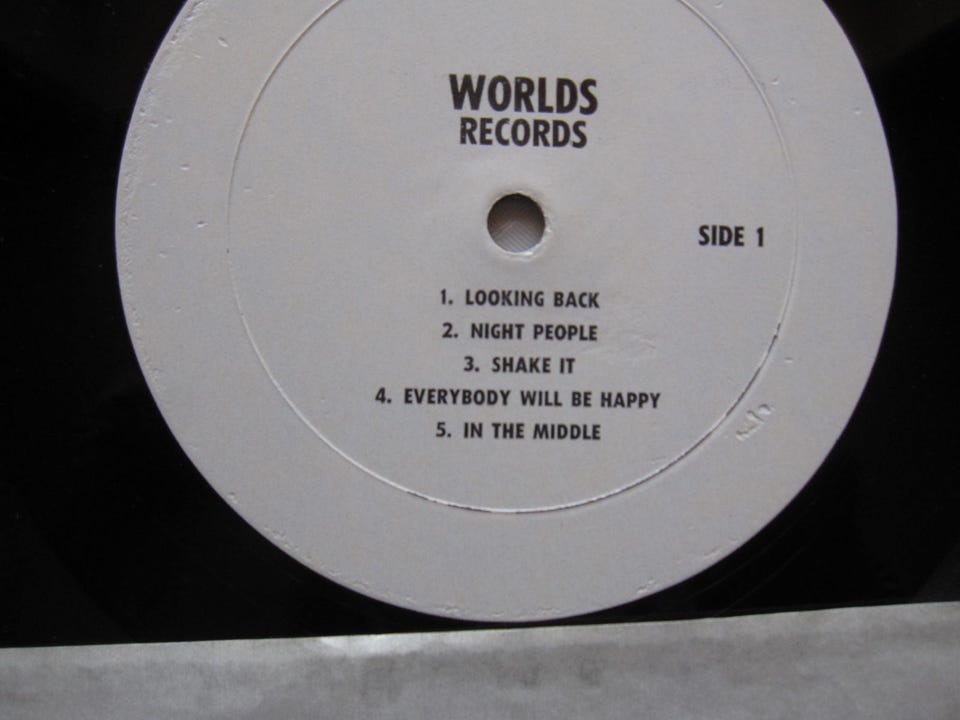 WORLDS
RECORDS
SIDE 1
1. LOOKING BACK
2. NIGHT PEOPLE
3. SHAKE IT
4. EVERYBODY WILL BE HAPPY
5. IN THE MIDDLE